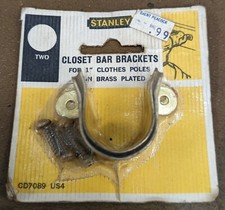 STANLEY
TWO
.99
CLOSET BAR BRACKETS
FOR 1" CLOTHES POLES
BRASS PLATED
CD7089 US4